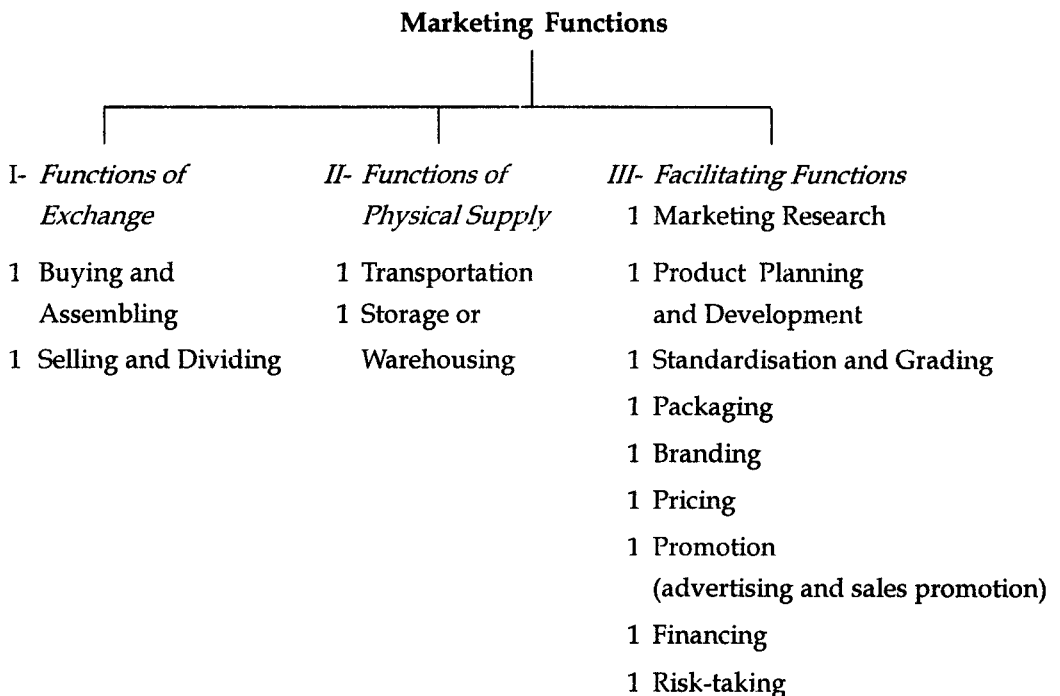 Marketing Functions
I- Functions of
Exchange
1 Buying and
Assembling
1 Selling and Dividing
II- Functions of
Physical Supply
1 Transportation
1 Storage or
Warehousing
III- Facilitating Functions
1 Marketing Research
1 Product Planning
and Development
1 Standardisation and Grading
1 Packaging
1 Branding
1 Pricing
1 Promotion
(advertising and sales promotion)
1 Financing
1 Risk-taking